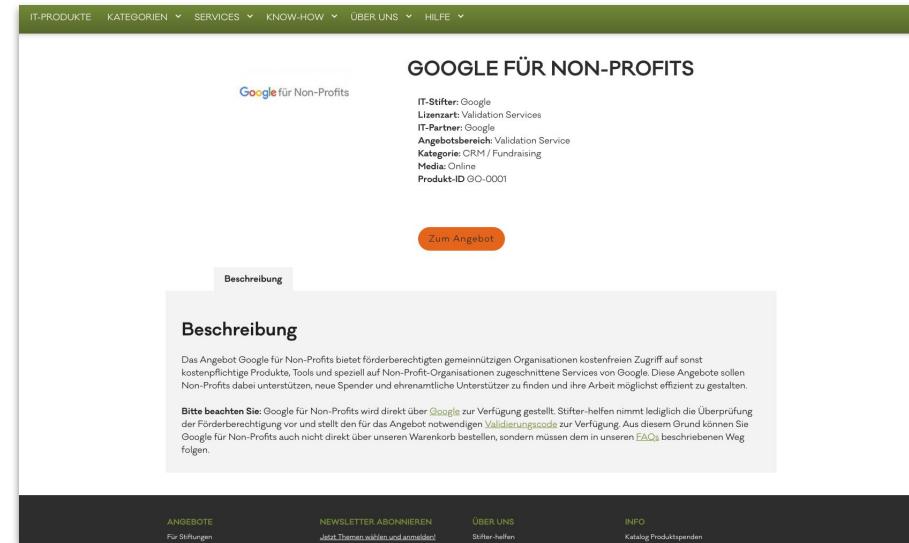 IT-PRODUKTE KATEGORIEN SERVICES KNOW-HOW ÜBER UNS HILFE
Google für Non-Profits
GOOGLE FÜR NON-PROFITS
IT-Stifter: Google
Lizenzart: Validation Services
IT-Partner: Google
Angebotsbereich: Validation Service
Kategorie: CRM / Fundraising
Media: Online
Produkt-ID GO-0001
Zum Angebot
Beschreibung
Beschreibung
Das Angebot Google für Non-Profits bietet förderberechtigten gemeinnützigen Organisationen kostenfreien Zugriff auf sonst
kostenpflichtige Produkte, Tools und speziell auf Non-Profit-Organisationen zugeschnittene Services von Google. Diese Angebote sollen
Non-Profits dabei unterstützen, neue Spender und ehrenamtliche Unterstützer zu finden und ihre Arbeit möglichst effizient zu gestalten.
Bitte beachten Sie: Google für Non-Profits wird direkt über Google zur Verfügung gestellt. Stifter-helfen nimmt lediglich die Überprüfung
der Förderberechtigung vor und stellt den für das Angebot notwendigen Validierungscode zur Verfügung. Aus diesem Grund können Sie
Google für Non-Profits auch nicht direkt über unseren Warenkorb bestellen, sondern müssen dem in unseren FAQs beschriebenen Weg
folgen.
ANGEBOTE NEWSLETTER ABONNIEREN ÜBER UNS INFO
Für Stiftungen Jetzt Themen wählen und anmelden! Stifter-helfen Katalog Produktspenden